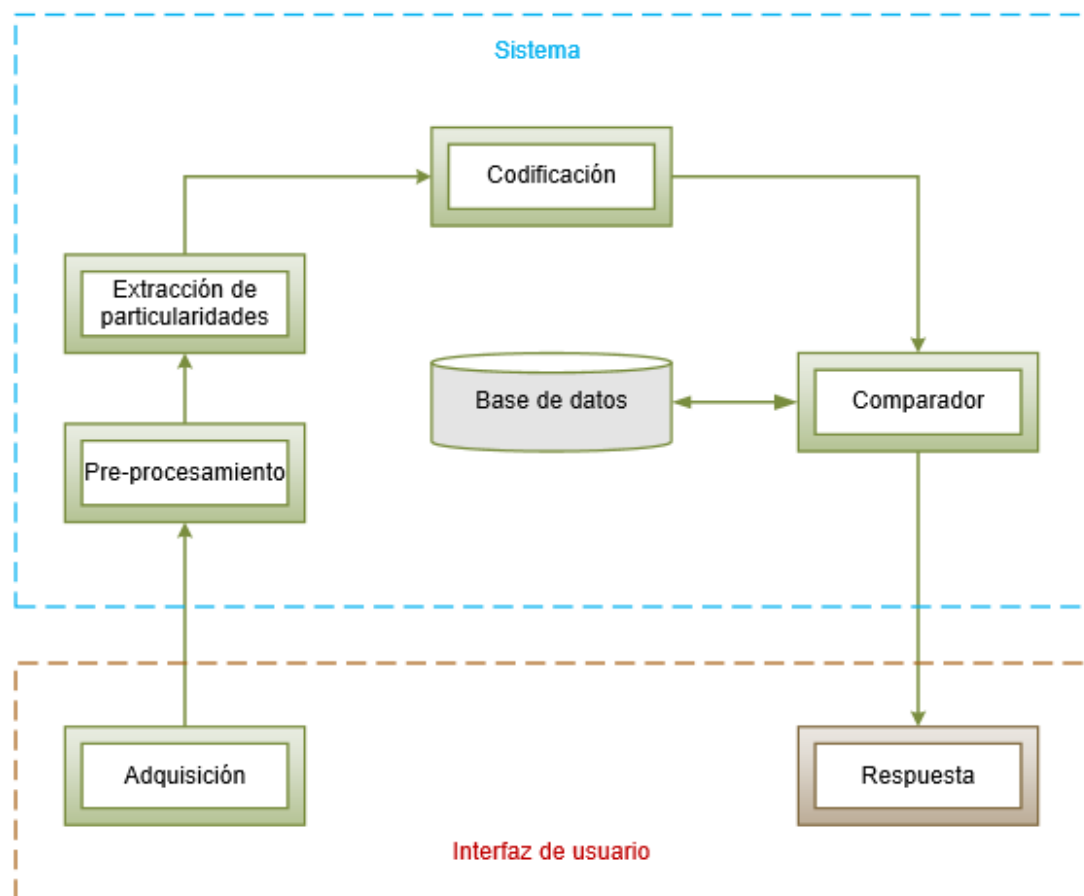 Sistema
Codificación
Extracción de
particularidades
Base de datos
Comparador
Pre-procesamiento
Adquisición
Respuesta
Interfaz de usuario